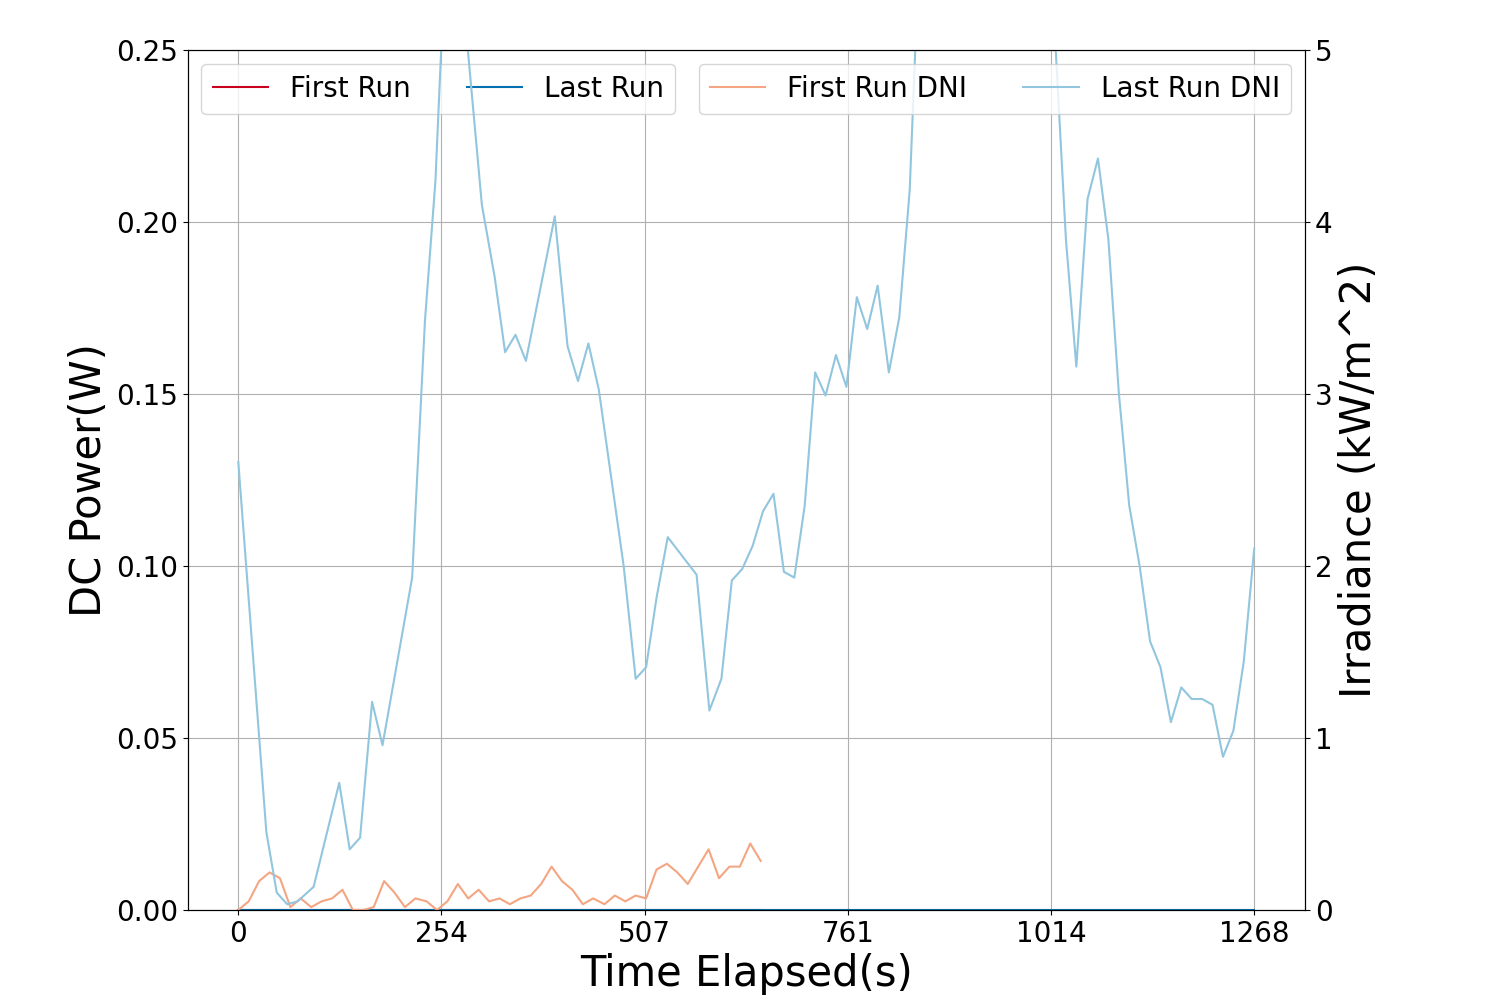 First Run
Last Run
First Run DNI
Last Run DNI
DC Power(W)
0.25
0.20
0.15
0.10
0.05
0.00
5
4
3
2
1
0
Irradiance (kW/m^2)
0 254 507 761 1014 1268
Time Elapsed(s)